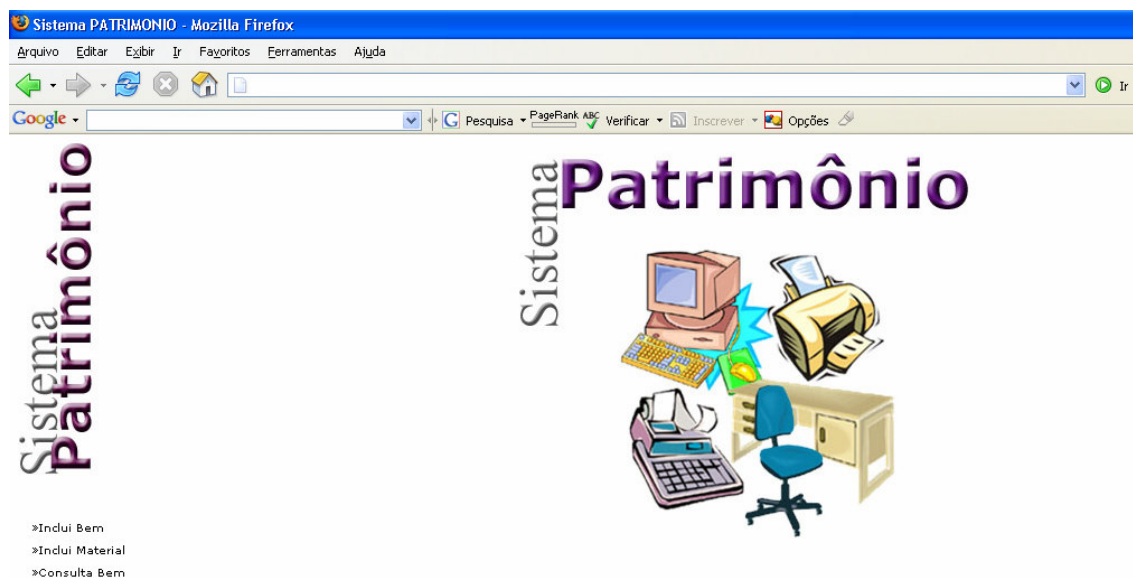 Sistema PATRIMONIO - Mozilla Firefox
Arquivo Editar Exibir Ir Favoritos Ferramentas Ajuda
Ir
Google Pesquisa PageRank ABC Verificar Inscrever Opções
Sistema
Patrimônio
Sistema
Patrimônio
»Inclui Bem
»Inclui Material
»Consulta Bem